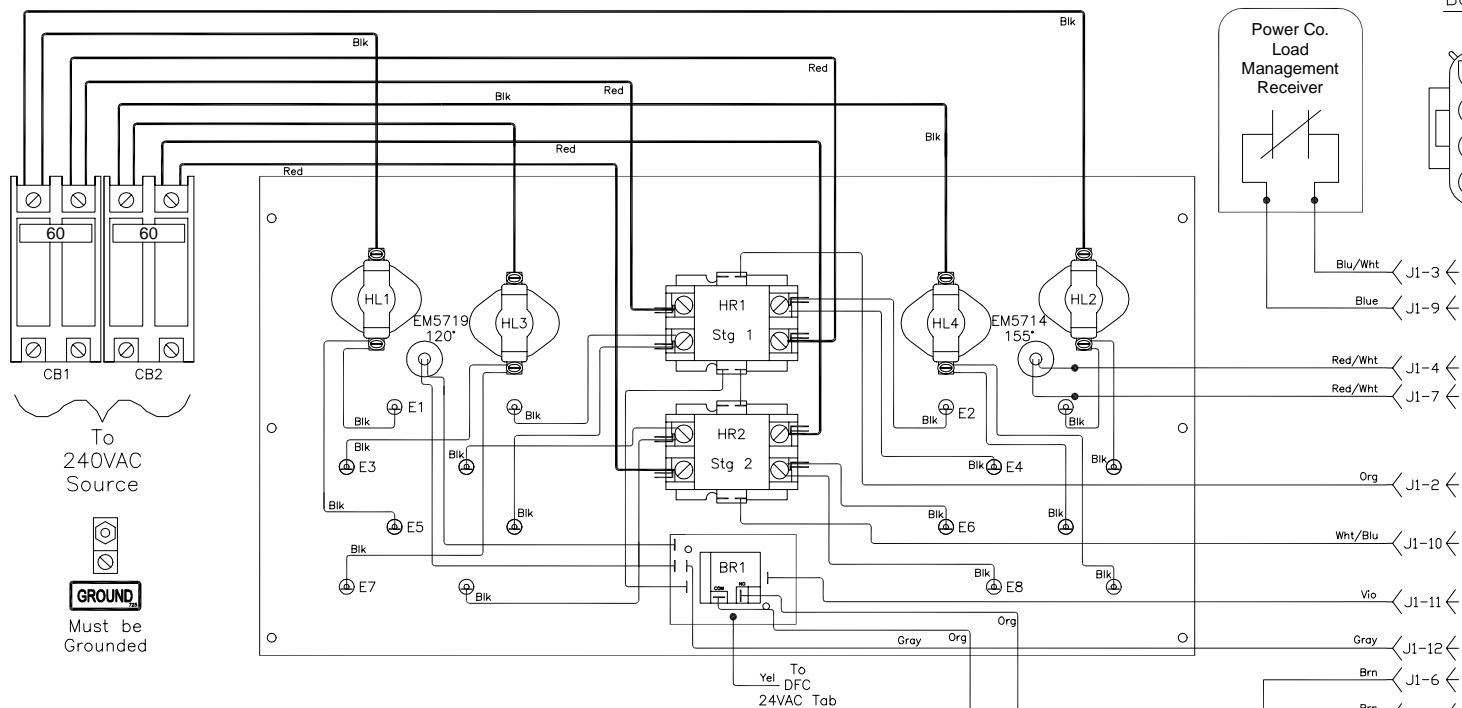 Blk
Blk
Red
Red
Blk
Blk
Red
Red
Power Co.
Load
Management
Receiver
60
60
CB1
CB2
To
240VAC
Source
GROUND
725
Must be
Grounded
HL1
HL3
HL4
HL2
EM5719
120°
EM5714
155°
HR1
Stg 1
HR2
Stg 2
Blk
E1
Blk
Blk
E2
Blk
Blk
E3
Blk
Blk
E4
Blk
Blk
E5
Blk
Blk
E6
Blk
Blk
E7
Blk
Blk
E8
Blk
BR1
COM
NO
Blu/Wht
J1-3
Blue
J1-9
Red/Wht
J1-4
Red/Wht
J1-7
Org
J1-2
Wht/Blu
J1-10
Vio
J1-11
Gray
J1-12
Brn
J1-6
Brn
Org
Org
Gray
Yel
To
DFC
24VAC Tab